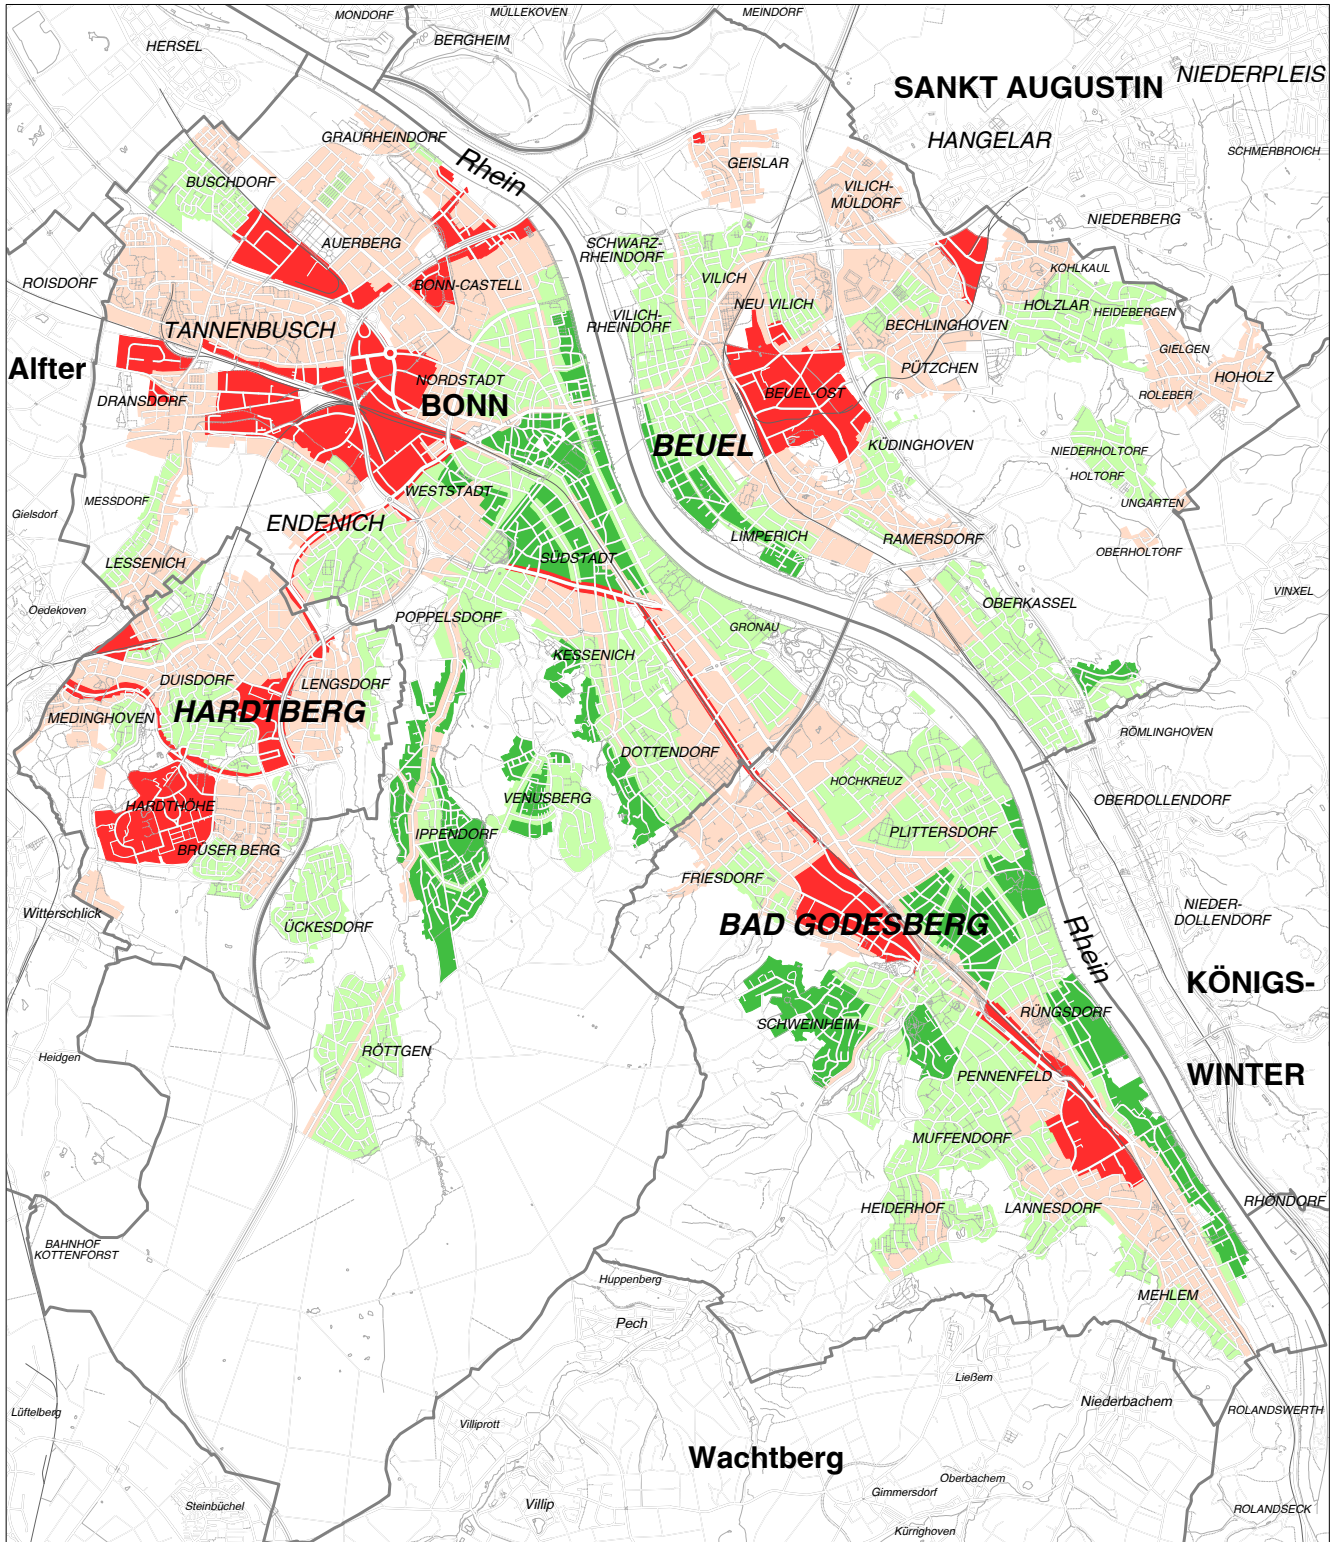 MONDORF
MÜLLEKOVEN
MEINDORF
HERSEL
BERGHEIM
SANKT AUGUSTIN
NIEDERPLEIS
HANGELAR
SCHMERBROICH
GRAURHEINDORF
Rhein
GEISLAR
BUSCHDORF
VILICH-
MÜLDORF
NIEDERBERG
AUERBERG
SCHWARZ-
RHEINDORF
KOHLKAUL
ROISDORF
BONN-CASTELL
VILICH
NEU VILICH
HOLZLAR
HEIDEBERGEN
TANNENBUSCH
VILICH-
RHEINDORF
BECHLINGHOVEN
GIELGEN
Alfter
NORDSTADT
PÜTZCHEN
HOHOLZ
DRANSDORF
BONN
BEUEL-OST
ROLEBER
BEUEL
KÜDINGHOVEN
NIEDERHOLTORF
HOLTORF
MESSDORF
WESTSTADT
UNGARTEN
Gielsdorf
ENDENICH
LIMPERICH
RAMERSDORF
OBERHOLTORF
LESSENICH
SÜDSTADT
VINXEL
Oedekoven
POPPELSDORF
GRONAU
OBERKASSEL
KESSENICH
DUISDORF
LENGSDORF
MEDINGHOVEN
HARDTBERG
DOTTENDORF
RÖMLINGHOVEN
HOCHKREUZ
HARDTHÖHE
VENUSBERG
OBERDOLLENDORF
IPPENDORF
PLITTERSDORF
BRÜSER BERG
FRIESDORF
Witterschlick
ÜCKESDORF
BAD GODESBERG
NIEDER-
DOLLENDORF
Rhein
KÖNIGS-
WINTER
SCHWEINHEIM
RÜNGSDORF
Heidgen
RÖTTGEN
PENNENFELD
MUFFENDORF
HEIDERHOF
LANNESDORF
RHÖNDORF
BAHNHOF
KOTTENFORST
Huppenberg
MEHLEM
Pech
Ließem
Niederbachem
Lüftelberg
Villiprott
ROLANDSWERTH
Wachtberg
Oberbachem
Gimmersdorf
Steinbüchel
Villip
ROLANDSECK
Kürrighoven